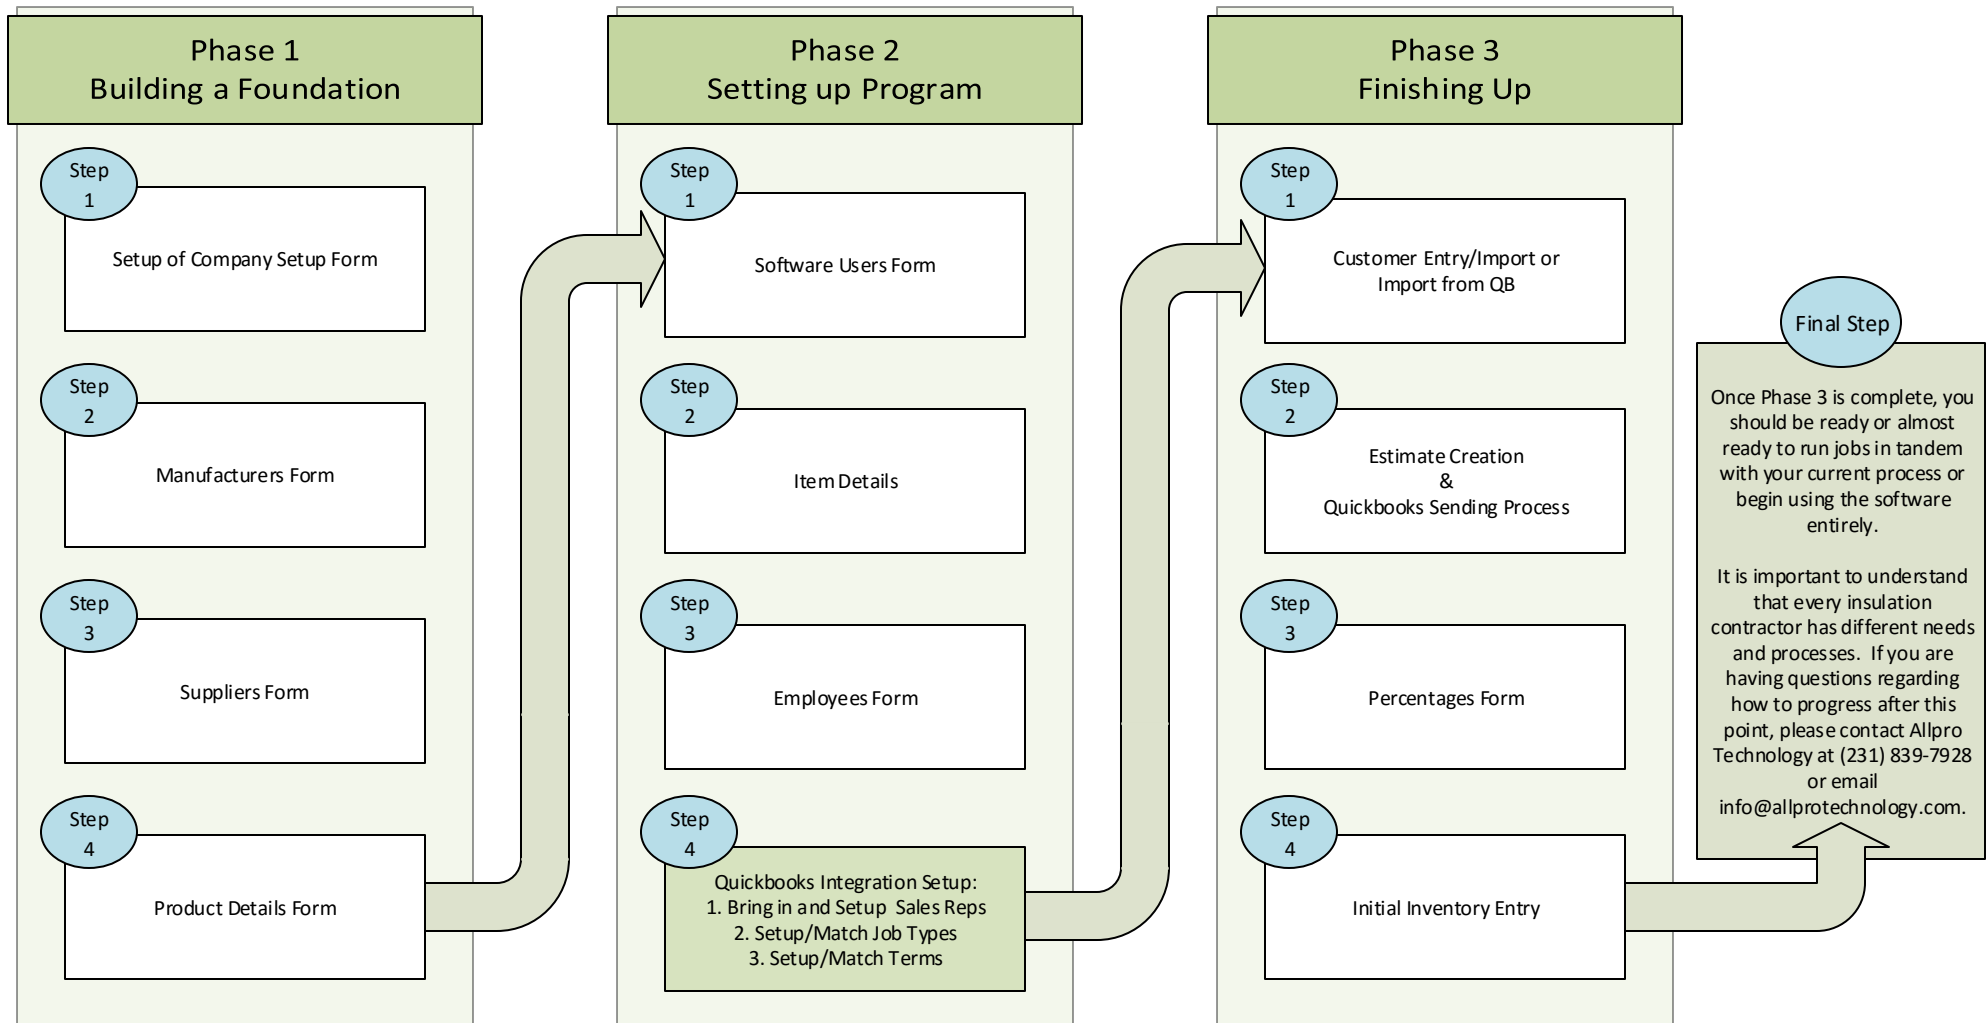 Phase 1
Building a Foundation
Step
1
Setup of Company Setup Form
Step
2
Manufacturers Form
Step
3
Suppliers Form
Step
4
Product Details Form
Phase 2
Setting up Program
Step
1
Software Users Form
Step
2
Item Details
Step
3
Employees Form
Step
4
Quickbooks Integration Setup:
1. Bring in and Setup Sales Reps
2. Setup/Match Job Types
3. Setup/Match Terms
Phase 3
Finishing Up
Step
1
Customer Entry/Import or
Import from QB
Step
2
Estimate Creation
&
Quickbooks Sending Process
Step
3
Percentages Form
Step
4
Initial Inventory Entry
Final Step
Once Phase 3 is complete, you
should be ready or almost
ready to run jobs in tandem
with your current process or
begin using the software
entirely.
It is important to understand
that every insulation
contractor has different needs
and processes. If you are
having questions regarding
how to progress after this
point, please contact Allpro
Technology at (231) 839-7928
or email
info@allprotechnology.com.